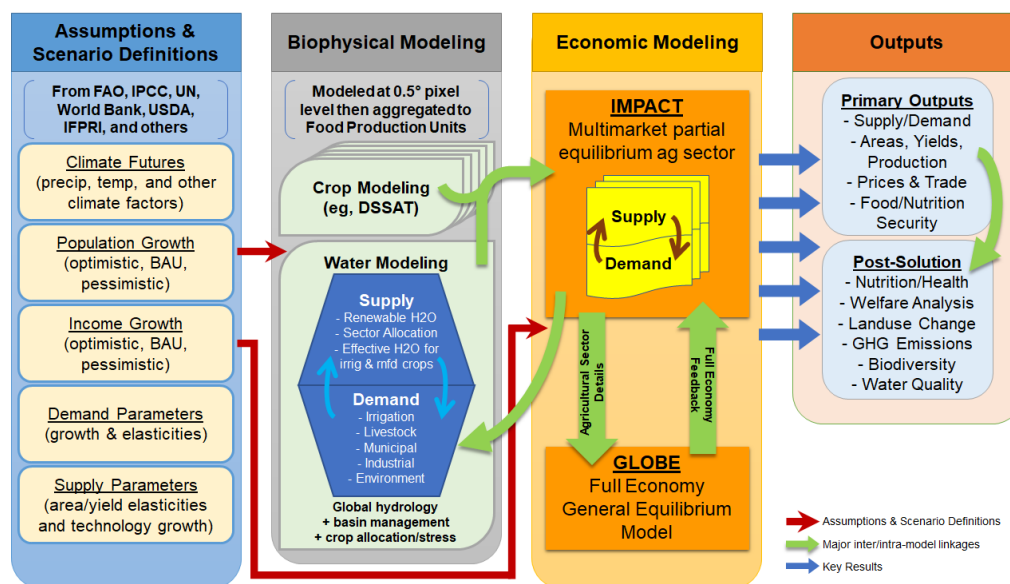 Assumptions
& Scenario
Definitions
From FAO, IPCC, UN,
World Bank, USDA,
IFPRI, and others
Climate Futures
(precip, temp, and other
climate factors)
Population Growth
(optimistic, BAU,
pessimistic)
Income Growth
(optimistic, BAU,
pessimistic)
Demand Parameters
(growth & elasticities)
Supply Parameters
(area/yield elasticities
and technology growth)
Biophysical Modeling
Modeled at 0.5° pixel
level then aggregated to
Food Production Units
Crop Modeling
(eg, DSSAT)
Water Modeling
Supply
- Renewable H2O
- Sector Allocation
- Effective H2O for
irrig & mfd crops
Demand
- Irrigation
- Livestock
- Municipal
- Industrial
- Environment
Global hydrology
+ basin management
+ crop allocation/stress
Economic Modeling
IMPACT
Multimarket partial
equilibrium ag sector
Supply
Demand
Agricultural Sector
Details
Full Economy
Feedback
GLOBE
Full Economy
General Equilibrium
Model
Outputs
Primary Outputs
- Supply/Demand
- Areas, Yields,
Production
- Prices & Trade
- Food/Nutrition
Security
Post-Solution
- Nutrition/Health
- Welfare Analysis
- Landuse Change
- GHG Emissions
- Biodiversity
- Water Quality
Assumptions & Scenario Definitions
Major inter/intra-model linkages
Key Results